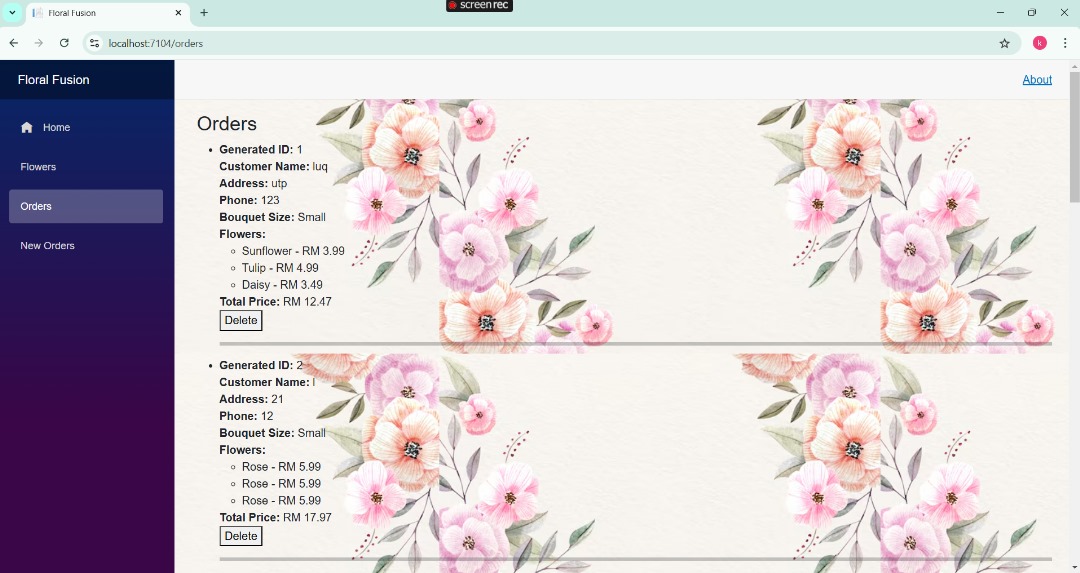 screenrec
Floral Fusion
localhost:7104/orders
k
Floral Fusion
About
Home
Flowers
Orders
New Orders
Orders
Generated ID: 1
Customer Name: luq
Address: utp
Phone: 123
Bouquet Size: Small
Flowers:
Sunflower - RM 3.99
Tulip - RM 4.99
Daisy - RM 3.49
Total Price: RM 12.47
Delete
Generated ID: 2
Customer Name: l
Address: 21
Phone: 12
Bouquet Size: Small
Flowers:
Rose - RM 5.99
Rose - RM 5.99
Rose - RM 5.99
Total Price: RM 17.97
Delete